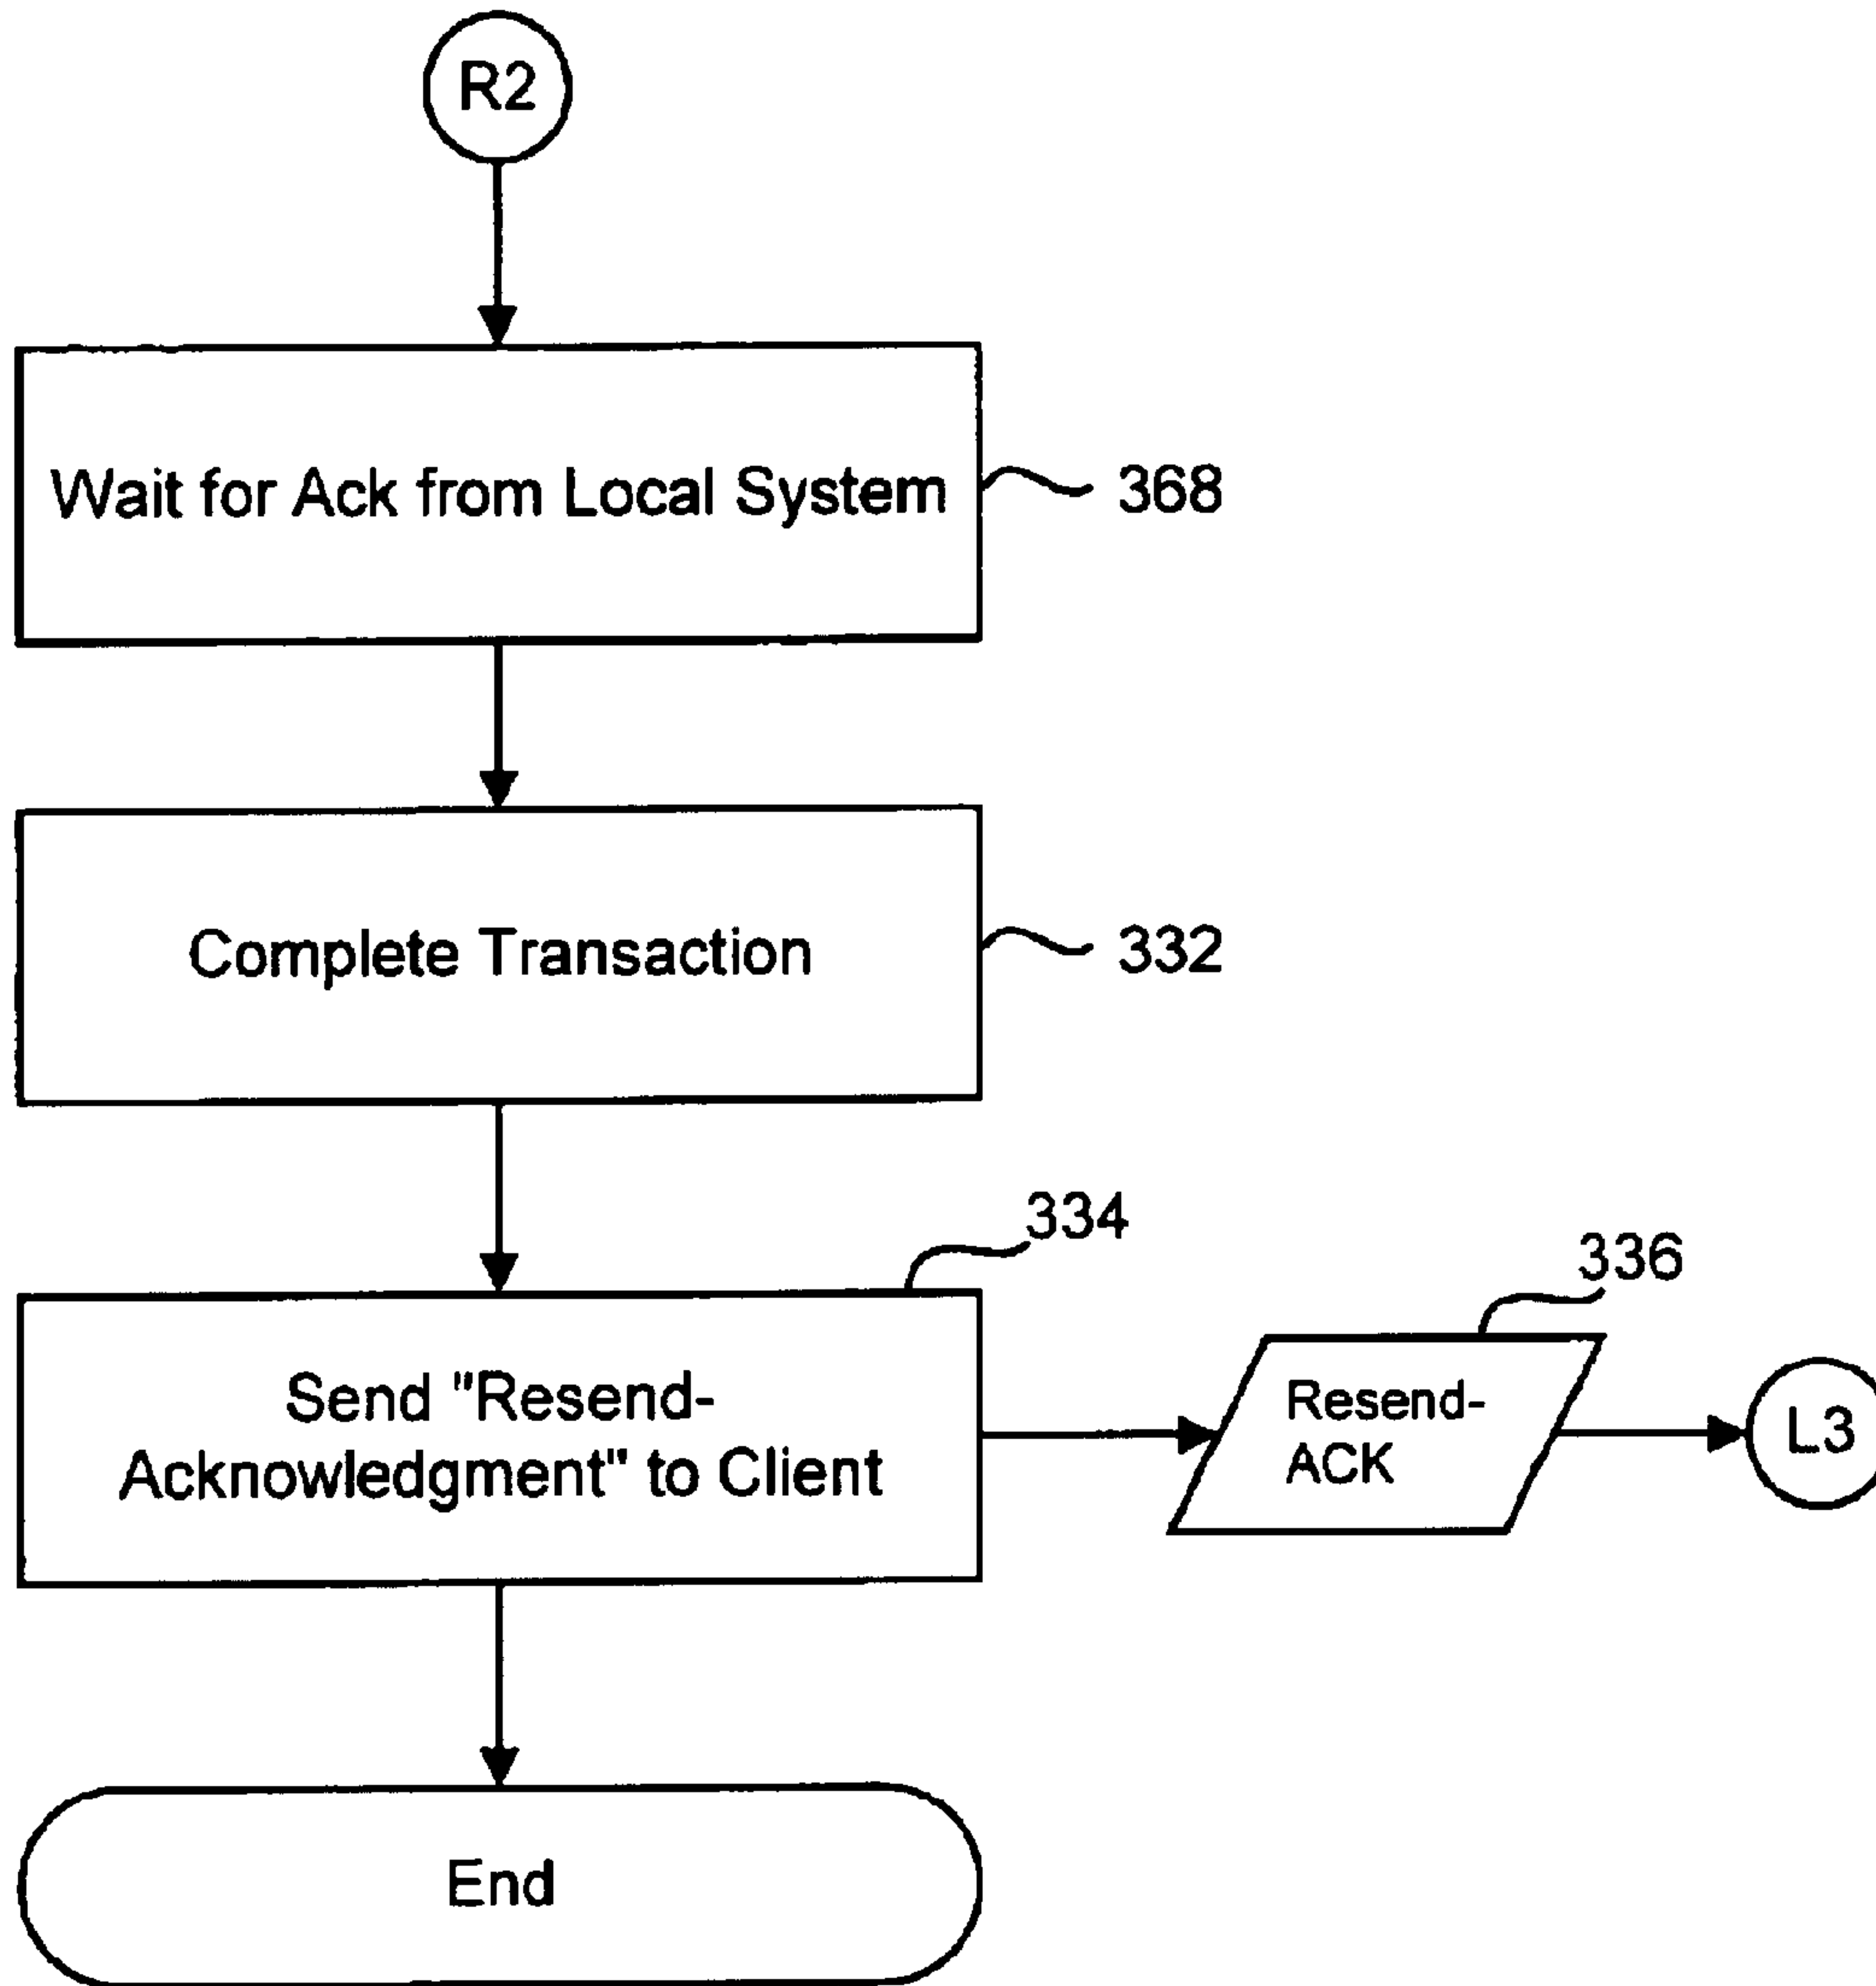 R2
Wait for Ack from Local System
368
Complete Transaction
332
334
336
Send "Resend-
Acknowledgment" to Client
Resend-
ACK
L3
End